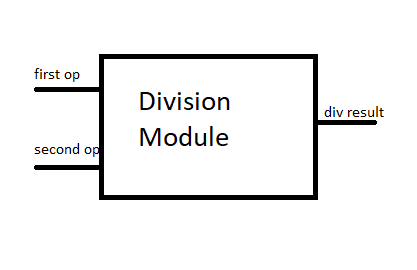 first op
second op
Division
Module
div result